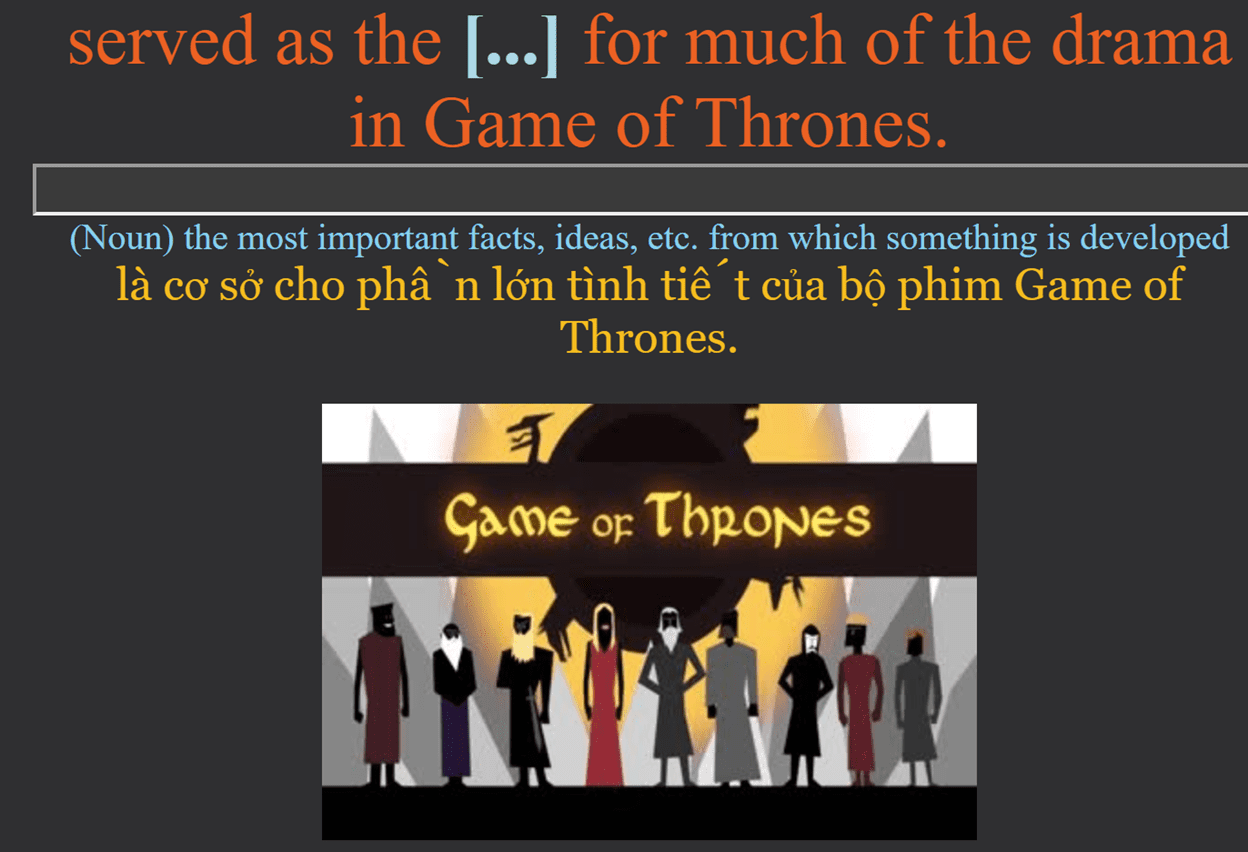 served as the [...] for much of the drama
in Game of Thrones.
(Noun) the most important facts, ideas, etc. from which something is developed
là cơ sở cho phần lớn tình tiết của bộ phim Game of
Thrones.
Game of Thrones